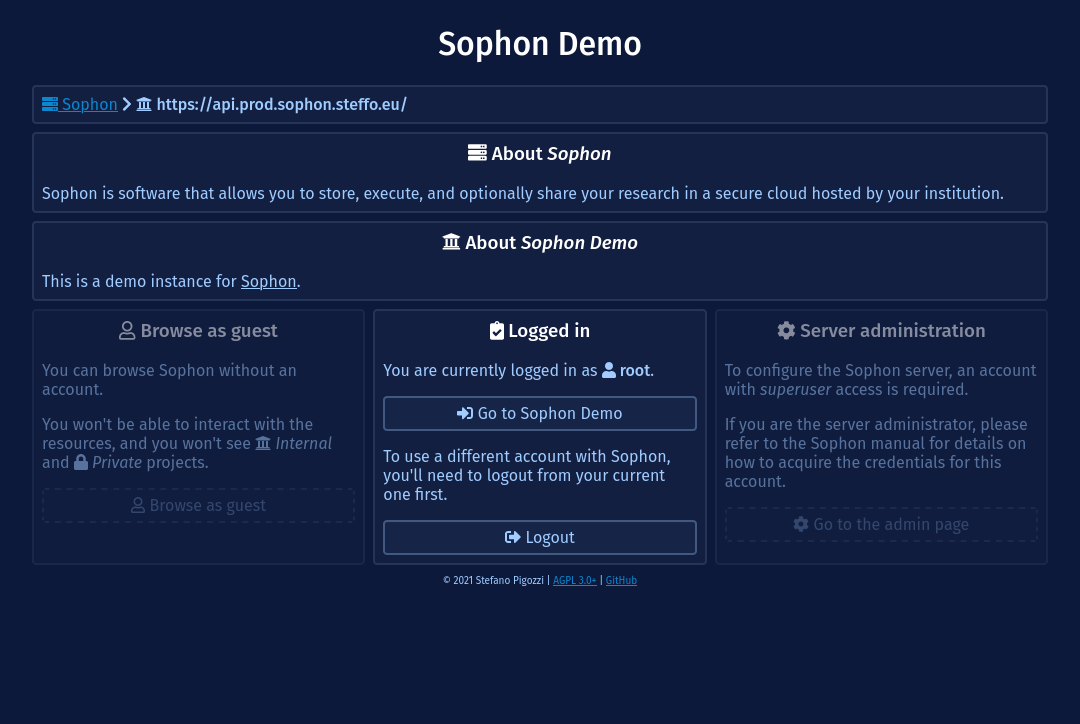 Sophon Demo
Sophon > https://api.prod.sophon.steffo.eu/
About Sophon
Sophon is software that allows you to store, execute, and optionally share your research in a secure cloud hosted by your institution.
About Sophon Demo
This is a demo instance for Sophon.
Browse as guest
You can browse Sophon without an
account.
You won't be able to interact with the
resources, and you won't see Internal
and Private projects.
Browse as guest
Logged in
You are currently logged in as root.
Go to Sophon Demo
To use a different account with Sophon,
you'll need to logout from your current
one first.
Logout
Server administration
To configure the Sophon server, an account
with superuser access is required.
If you are the server administrator, please
refer to the Sophon manual for details on
how to acquire the credentials for this
account.
Go to the admin page
© 2021 Stefano Pigozzi | AGPL 3.0+ | GitHub